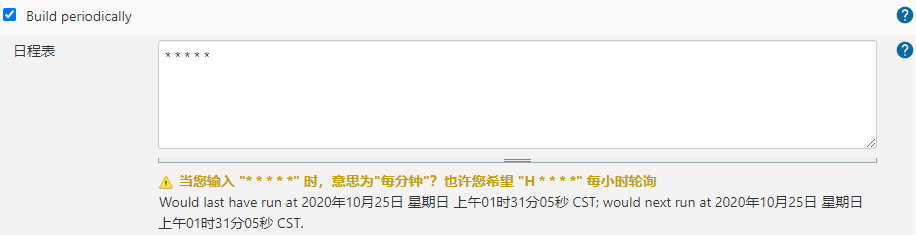 Build periodically
日程表
* * * * *
当您输入 "* * * * *" 时，意思为"每分钟"？也许您希望 "H * * * *" 每小时轮询
Would last have run at 2020年10月25日 星期日 上午01时31分05秒 CST; would next run at 2020年10月25日 星期日
上午01时31分05秒 CST.